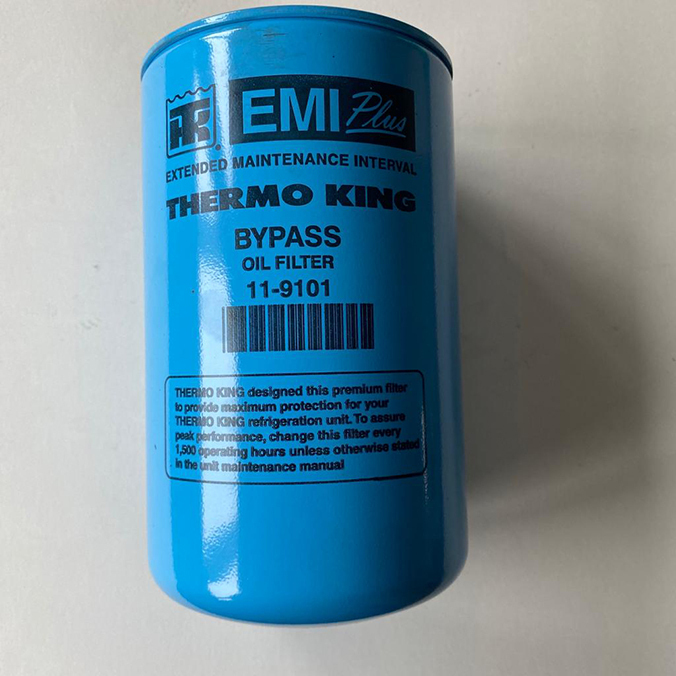 TK EMI Plus
EXTENDED MAINTENANCE INTERVAL
THERMO KING
BYPASS
OIL FILTER
11-9101
THERMO KING designed this premium filter
to provide maximum protection for your
THERMO KING refrigeration unit. To assure
peak performance, change this filter every
1,500 operating hours unless otherwise stated
in the unit maintenance manual